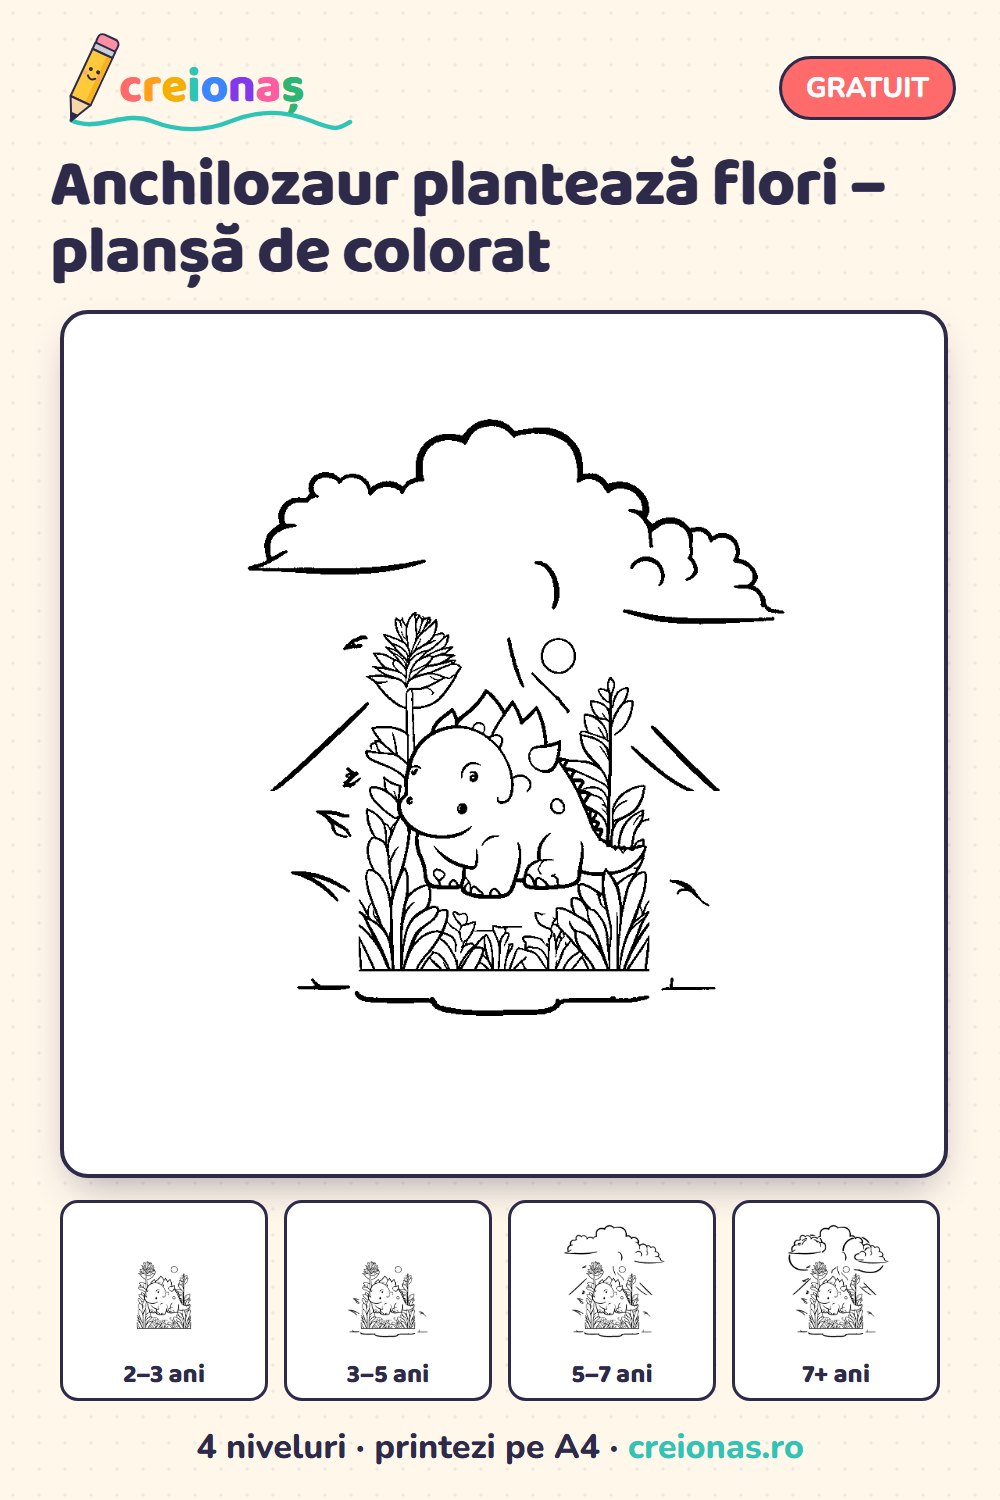 creionaș
GRATUIT
Anchilozaur plantează flori –
planșă de colorat
2–3 ani
3–5 ani
5–7 ani
7+ ani
4 niveluri · printezi pe A4 · creionas.ro